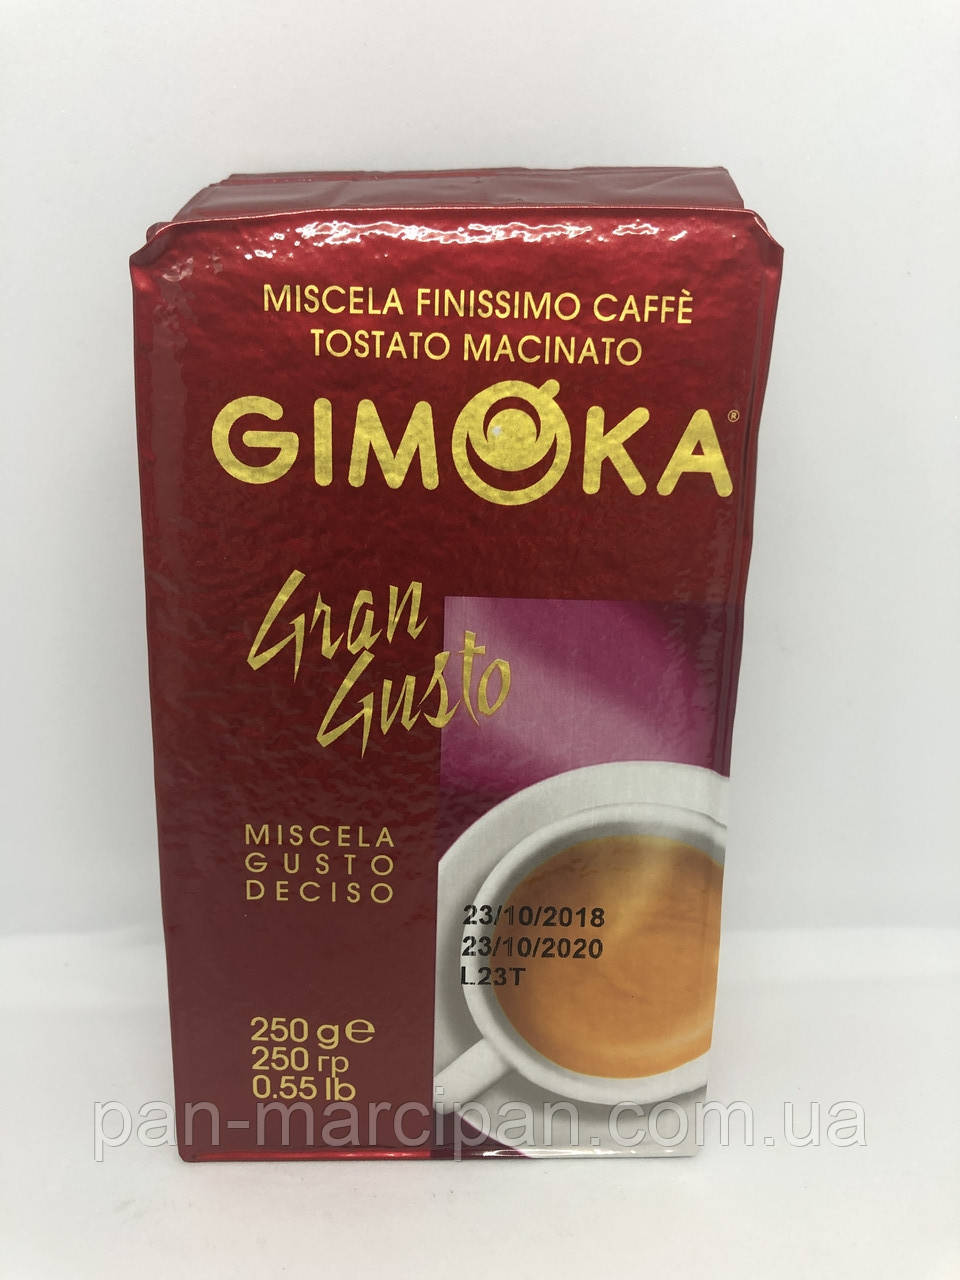 MISCELA FINISSIMO CAFFÈ
TOSTATO MACINATO
GIMOKA®
Gran
Gusto
MISCELA
GUSTO
DECISO
23/10/2018
23/10/2020
L23T
250 g e
250 гр
0.55 lb
pan-marcipan.com.ua